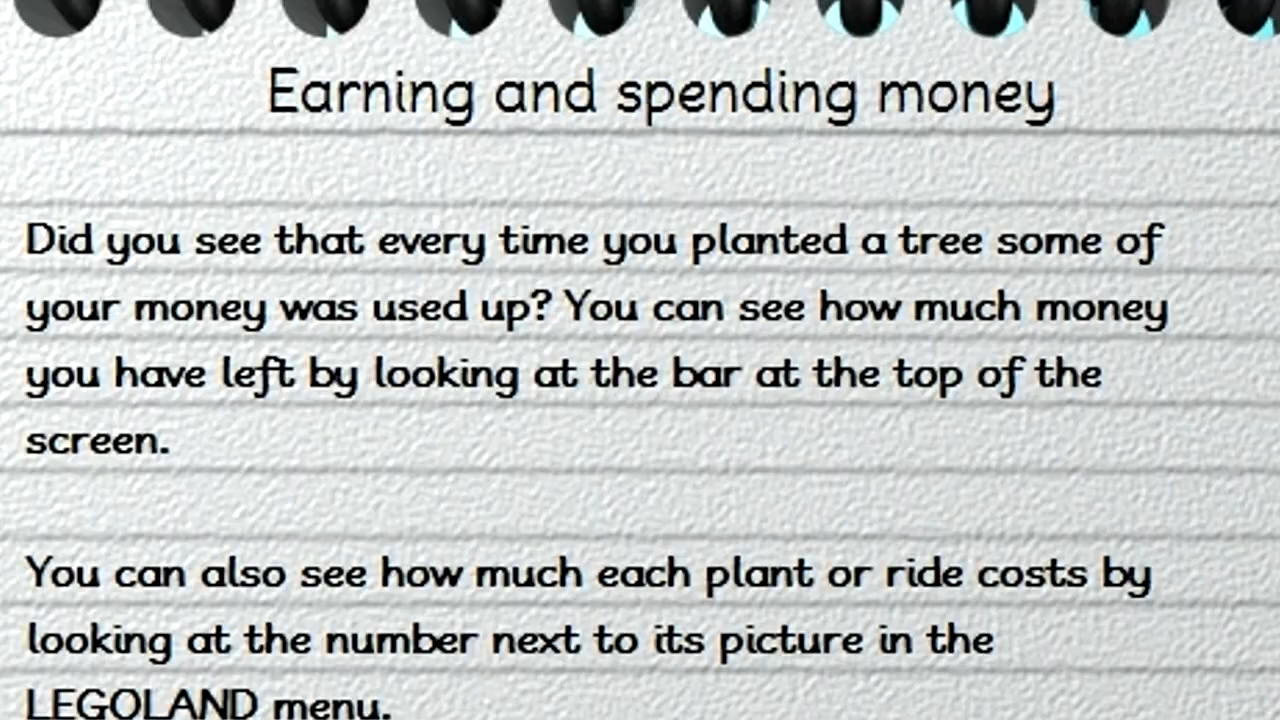 Earning and spending money
Did you see that every time you planted a tree some of
your money was used up? You can see how much money
you have left by looking at the bar at the top of the
screen.
You can also see how much each plant or ride costs by
looking at the number next to its picture in the
LEGOLAND menu.